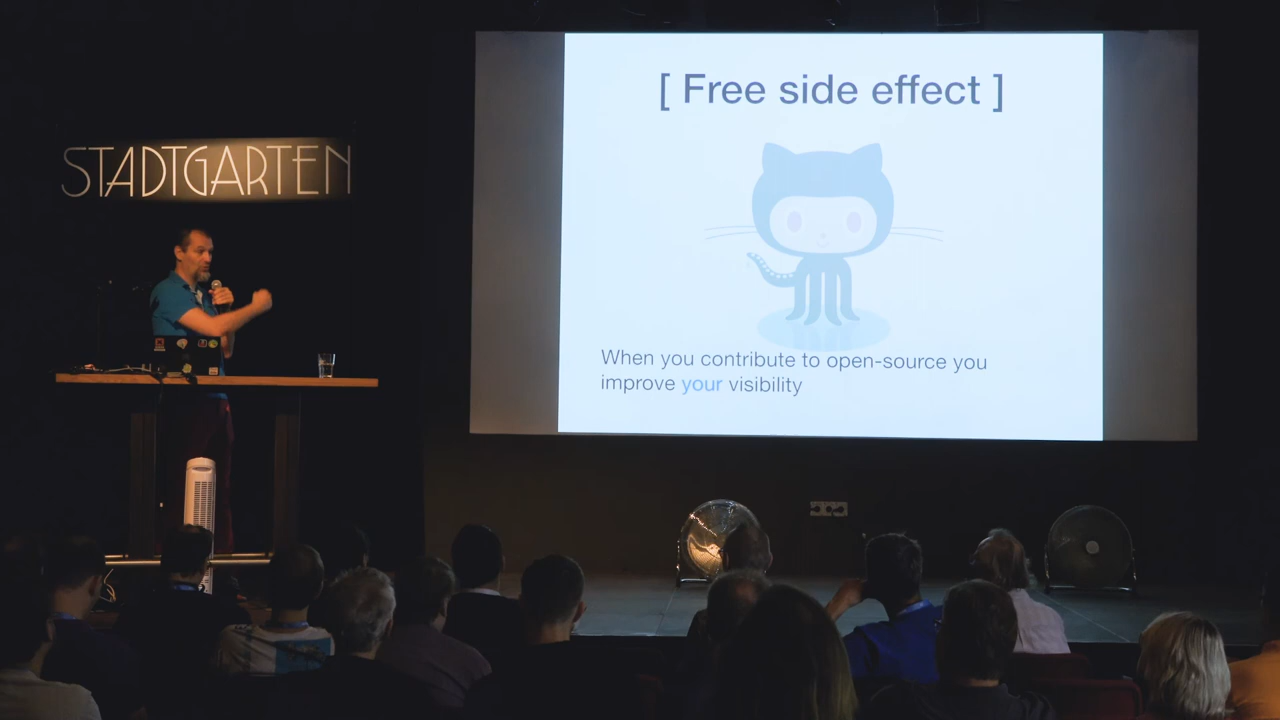 STADTGARTEN
[ Free side effect ]
When you contribute to open-source you
improve your visibility